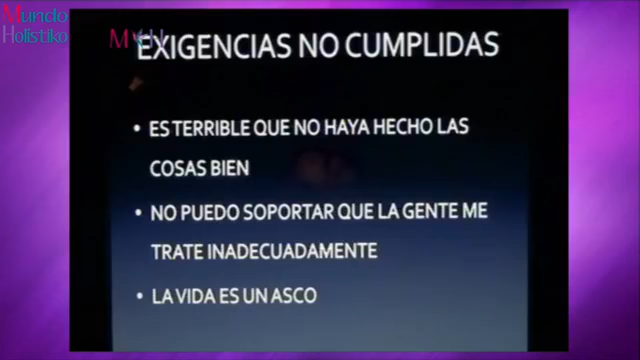 Mundo
Holistiko
MH
EXIGENCIAS NO CUMPLIDAS
• ES TERRIBLE QUE NO HAYA HECHO LAS
COSAS BIEN
• NO PUEDO SOPORTAR QUE LA GENTE ME
TRATE INADECUADAMENTE
• LA VIDA ES UN ASCO